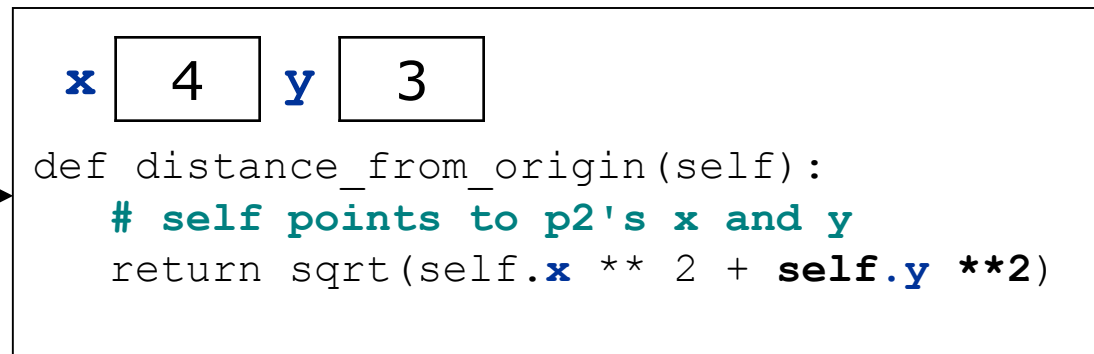 x 4 y 3
def distance_from_origin(self):
# self points to p2's x and y
return sqrt(self.x ** 2 + self.y **2)